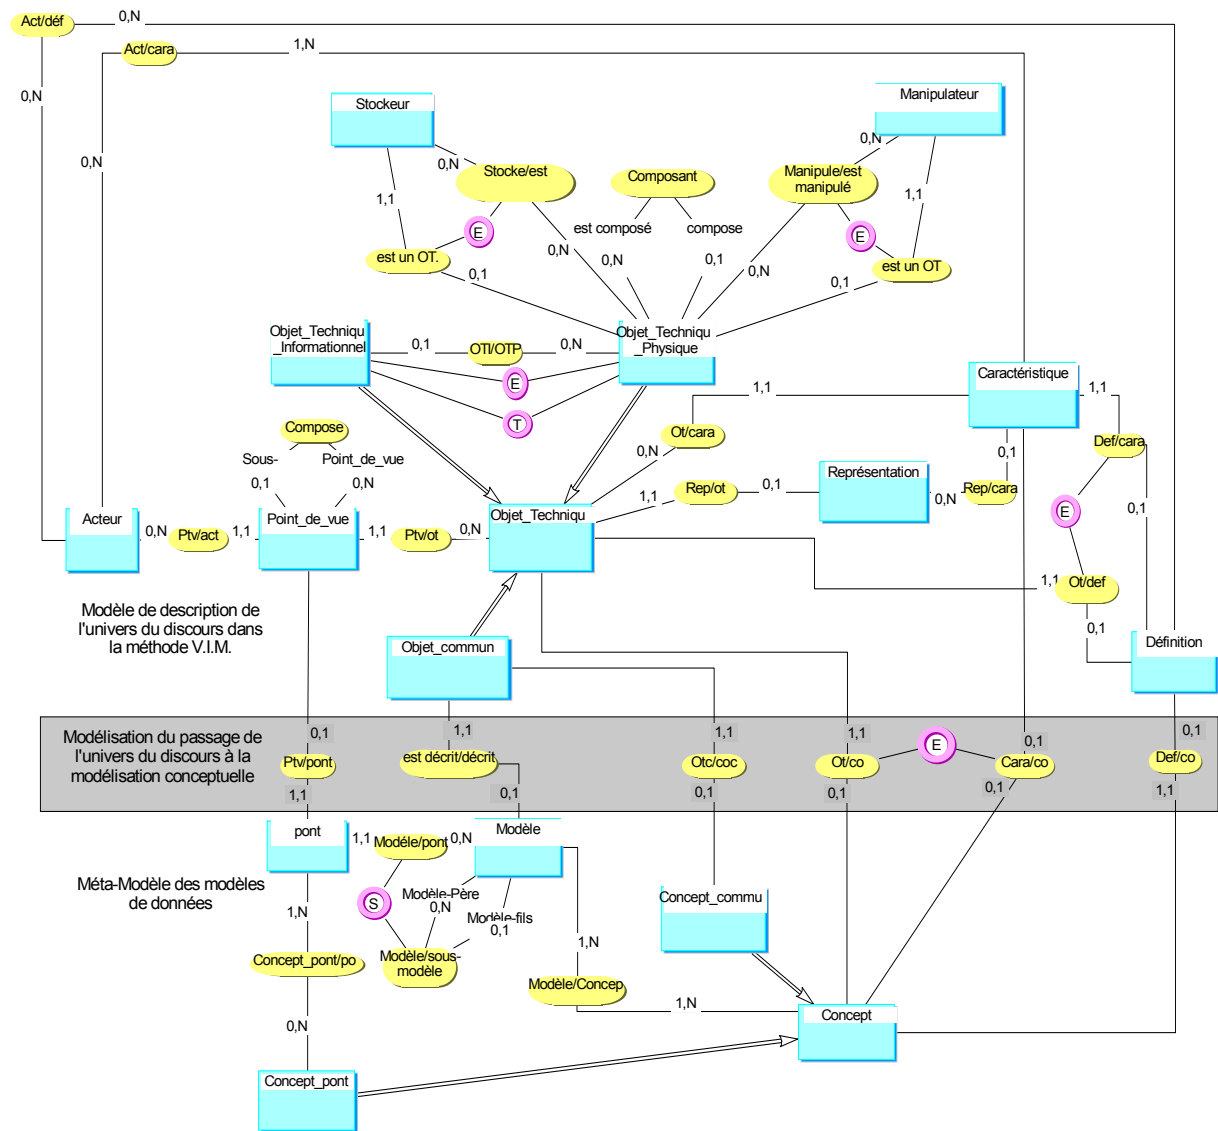 Act/déf
0,N
Act/cara
1,N
0,N
Stockeur
Manipulateur
0,N
0,N
0,N
Stocke/est
Composant
Manipule/est
manipulé
1,1
1,1
E
est composé
compose
E
est un OT.
0,N
0,1
0,N
est un OT
0,1
0,N
0,1
Objet_Techniqu
_Informationnel
Objet_Techniqu
_Physique
0,1
OTI/OTP
0,N
E
T
Caractéristique
1,1
1,1
Compose
Ot/cara
Def/cara
Sous-
Point_de_vue
0,N
0,1
0,1
0,N
Représentation
1,1
Rep/ot
0,1
0,N
Rep/cara
Acteur
0,N
Ptv/act
1,1
Point_de_vue
1,1
Ptv/ot
0,N
Objet_Techniqu
E
0,1
1,1
Ot/def
Modèle de description de
l'univers du discours dans
la méthode V.I.M.
0,1
Objet_commun
Définition
Modélisation du passage de
l'univers du discours à la
modélisation conceptuelle
0,1
1,1
1,1
1,1
E
0,1
0,1
Ptv/pont
est décrit/décrit
Otc/coc
Ot/co
Cara/co
Def/co
1,1
0,1
0,1
0,1
0,1
1,1
pont
Modèle
1,1
Modéle/pont
0,N
Méta-Modèle des modèles
de données
Modèle-Père
0,N
S
Modèle-fils
0,1
Concept_commu
1,N
1,N
Concept_pont/po
Modèle/sous-
modèle
Modèle/Concep
1,N
Concept
0,N
Concept_pont